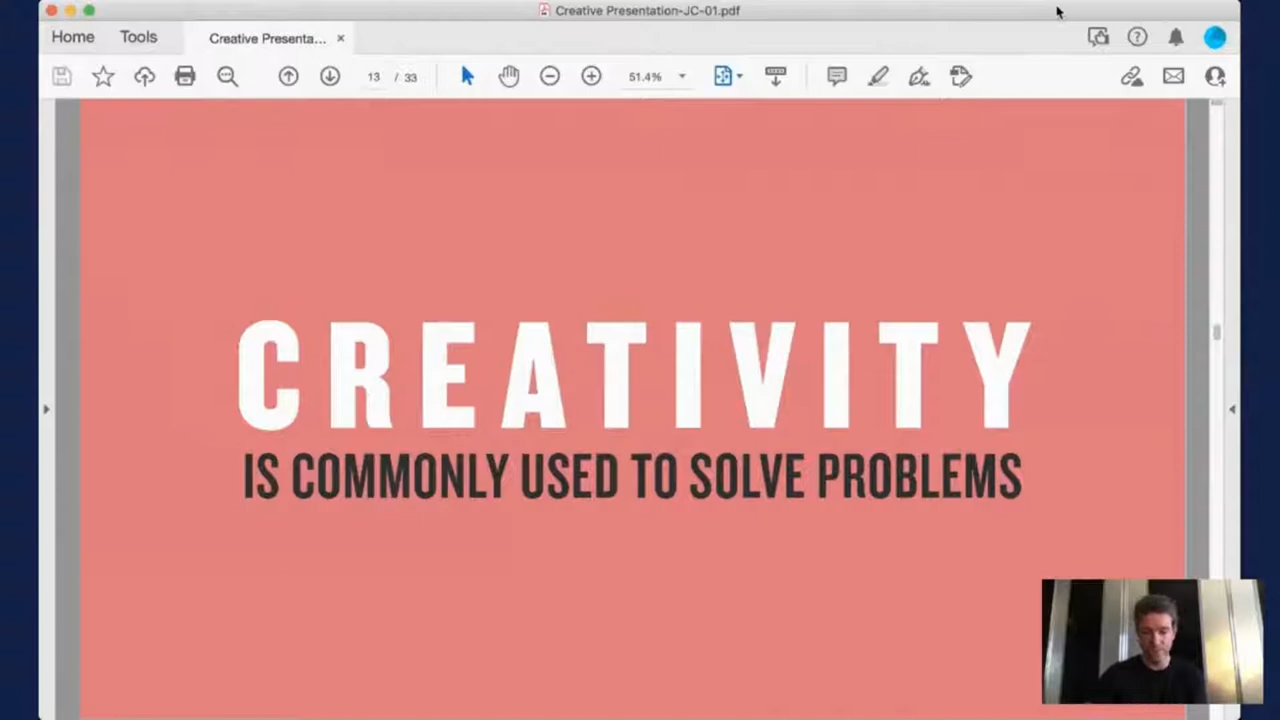 Creative Presentation-JC-01.pdf
Home
Tools
Creative Presenta...
13 / 33
51.4%
CREATIVITY
IS COMMONLY USED TO SOLVE PROBLEMS